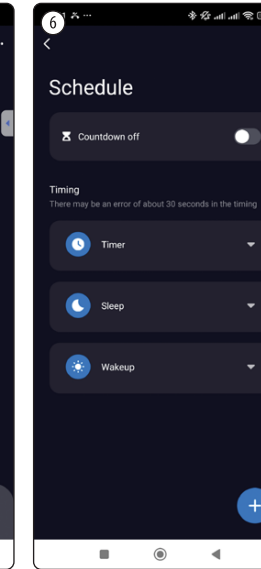 6
Schedule
Countdown off
Timing
There may be an error of about 30 seconds in the timing
Timer
Sleep
Wakeup